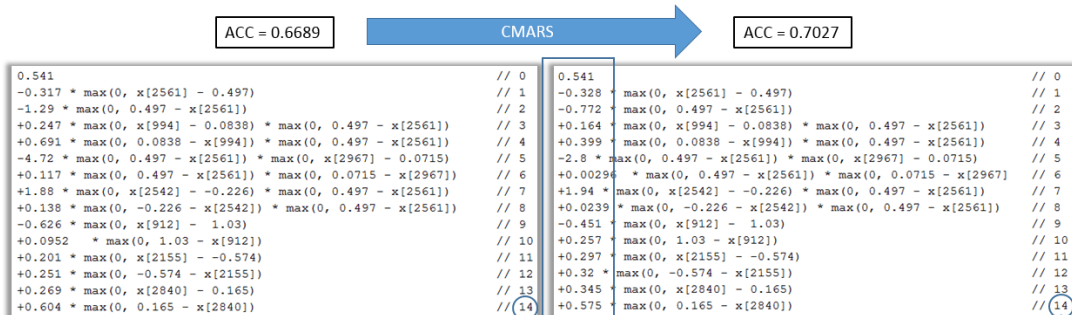 ACC = 0.6689
CMARS
ACC = 0.7027
0.541 // 0
-0.317 * max(0, x[2561] - 0.497) // 1
-1.29 * max(0, 0.497 - x[2561]) // 2
+0.247 * max(0, x[994] - 0.0838) * max(0, 0.497 - x[2561]) // 3
+0.691 * max(0, 0.0838 - x[994]) * max(0, 0.497 - x[2561]) // 4
-4.72 * max(0, 0.497 - x[2561]) * max(0, x[2967] - 0.0715) // 5
+0.117 * max(0, 0.497 - x[2561]) * max(0, 0.0715 - x[2967]) // 6
+1.88 * max(0, x[2542] - -0.226) * max(0, 0.497 - x[2561]) // 7
+0.138 * max(0, -0.226 - x[2542]) * max(0, 0.497 - x[2561]) // 8
-0.626 * max(0, x[912] - 1.03) // 9
+0.0952 * max(0, 1.03 - x[912]) // 10
+0.201 * max(0, x[2155] - -0.574) // 11
+0.251 * max(0, -0.574 - x[2155]) // 12
+0.269 * max(0, x[2840] - 0.165) // 13
+0.604 * max(0, 0.165 - x[2840]) // 14
0.541 // 0
-0.328 * max(0, x[2561] - 0.497) // 1
-0.772 * max(0, 0.497 - x[2561]) // 2
+0.164 * max(0, x[994] - 0.0838) * max(0, 0.497 - x[2561]) // 3
+0.399 * max(0, 0.0838 - x[994]) * max(0, 0.497 - x[2561]) // 4
-2.8 * max(0, 0.497 - x[2561]) * max(0, x[2967] - 0.0715) // 5
+0.00296 * max(0, 0.497 - x[2561]) * max(0, 0.0715 - x[2967] // 6
+1.94 * max(0, x[2542] - -0.226) * max(0, 0.497 - x[2561]) // 7
+0.0239 * max(0, -0.226 - x[2542]) * max(0, 0.497 - x[2561]) // 8
-0.451 * max(0, x[912] - 1.03) // 9
+0.257 * max(0, 1.03 - x[912]) // 10
+0.297 * max(0, x[2155] - -0.574) // 11
+0.32 * max(0, -0.574 - x[2155]) // 12
+0.345 * max(0, x[2840] - 0.165) // 13
+0.575 * max(0, 0.165 - x[2840]) // 14